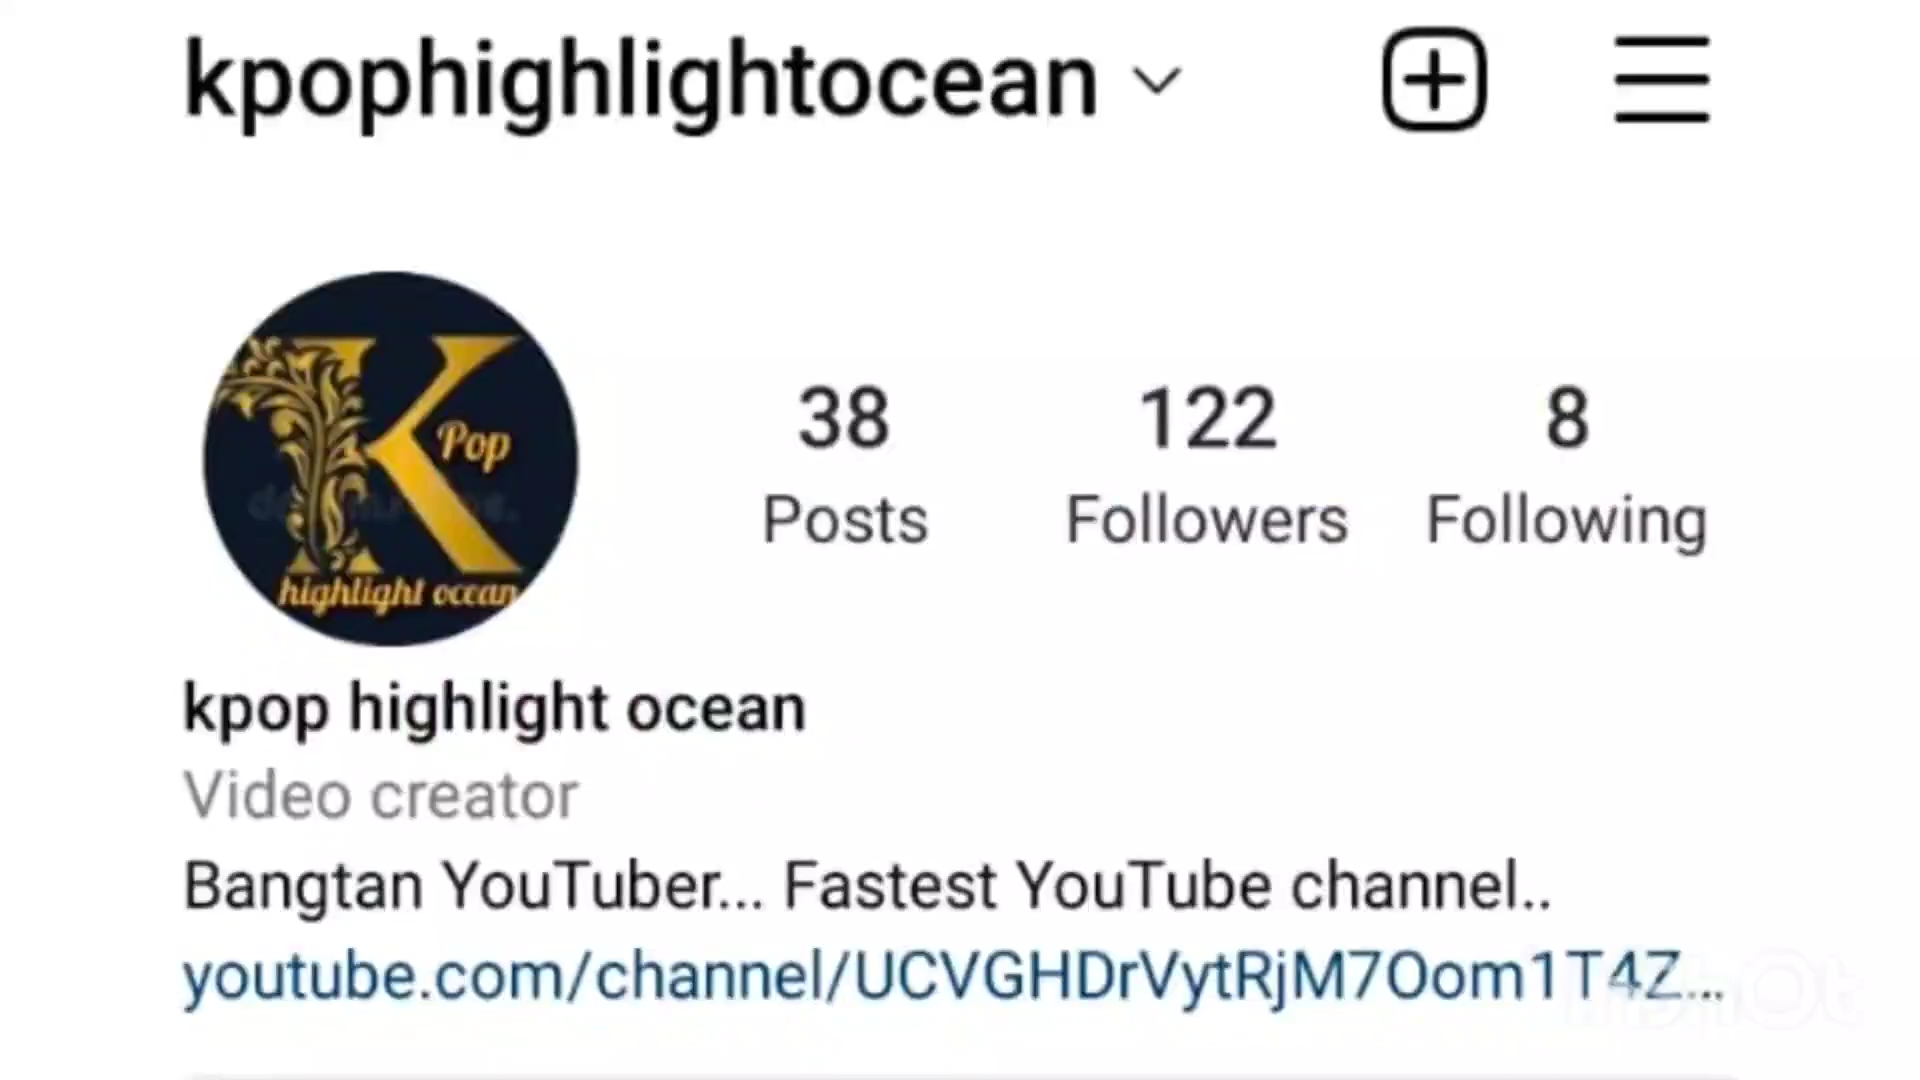 kpophighlightocean
Pop
highlight ocean
38 122 8
Posts Followers Following
kpop highlight ocean
Video creator
Bangtan YouTuber... Fastest YouTube channel..
youtube.com/channel/UCVGHDrVytRjM7Oom1T4Z...